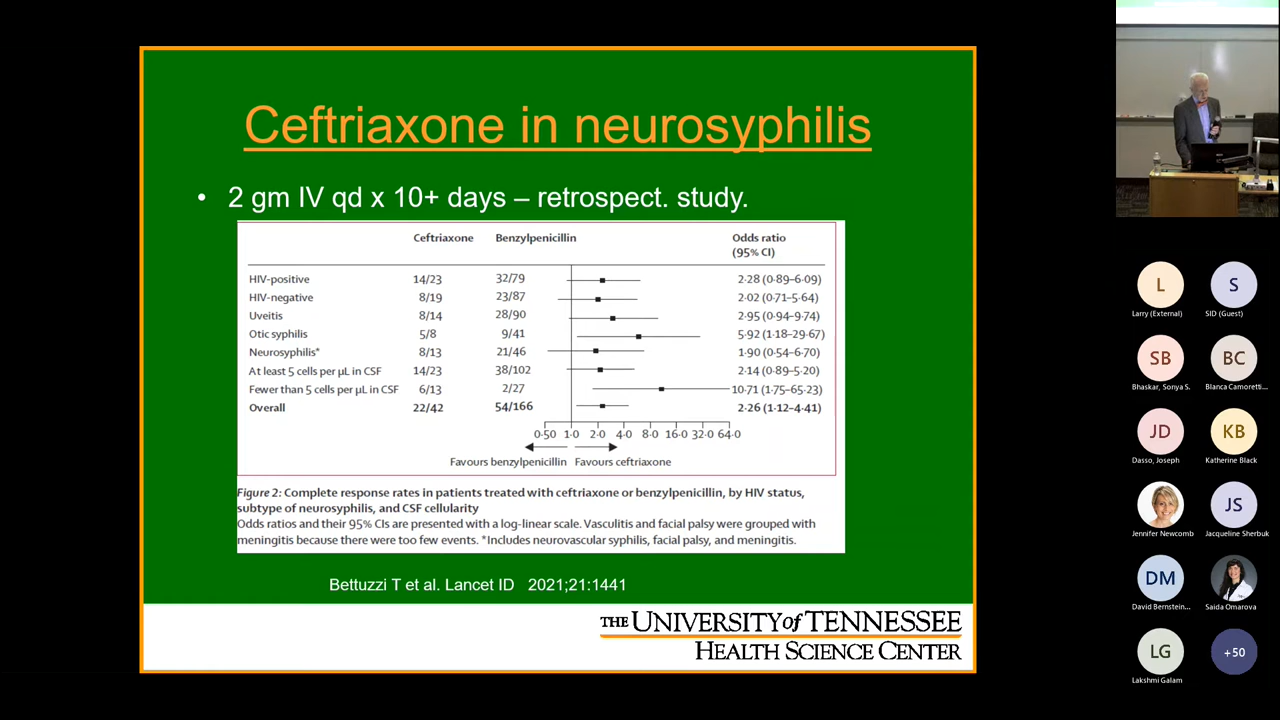 Ceftriaxone in neurosyphilis
• 2 gm IV qd x 10+ days – retrospect. study.
Ceftriaxone Benzylpenicillin Odds ratio
(95% CI)
HIV-positive 14/23 32/79 2·28 (0·89–6·09)
HIV-negative 8/19 23/87 2·02 (0·71–5·64)
Uveitis 8/14 28/90 2·95 (0·94–9·74)
Otic syphilis 5/8 9/41 5·92 (1·18–29·67)
Neurosyphilis* 8/13 21/46 1·90 (0·54–6·70)
At least 5 cells per µL in CSF 14/23 38/102 2·14 (0·89–5·20)
Fewer than 5 cells per µL in CSF 6/13 2/27 10·71 (1·75–65·23)
Overall 22/42 54/166 2·26 (1·12–4·41)
0·50 1·0 2·0 4·0 8·0 16·0 32·0 64·0
Favours benzylpenicillin Favours ceftriaxone
Figure 2: Complete response rates in patients treated with ceftriaxone or benzylpenicillin, by HIV status,
subtype of neurosyphilis, and CSF cellularity
Odds ratios and their 95% CIs are presented with a log-linear scale. Vasculitis and facial palsy were grouped with
meningitis because there were too few events. *Includes neurovascular syphilis, facial palsy, and meningitis.
Bettuzzi T et al. Lancet ID 2021;21:1441
THE UNIVERSITY of TENNESSEE
HEALTH SCIENCE CENTER
L S
Larry (External) SID (Guest)
SB BC
Bhaskar, Sonya S. Blanca Camoretti...
JD KB
Dasso, Joseph Katherine Black
JS
Jennifer Newcomb Jacqueline Sherbuk
DM
David Bernstein... Saida Omarova
LG +50
Lakshmi Galam